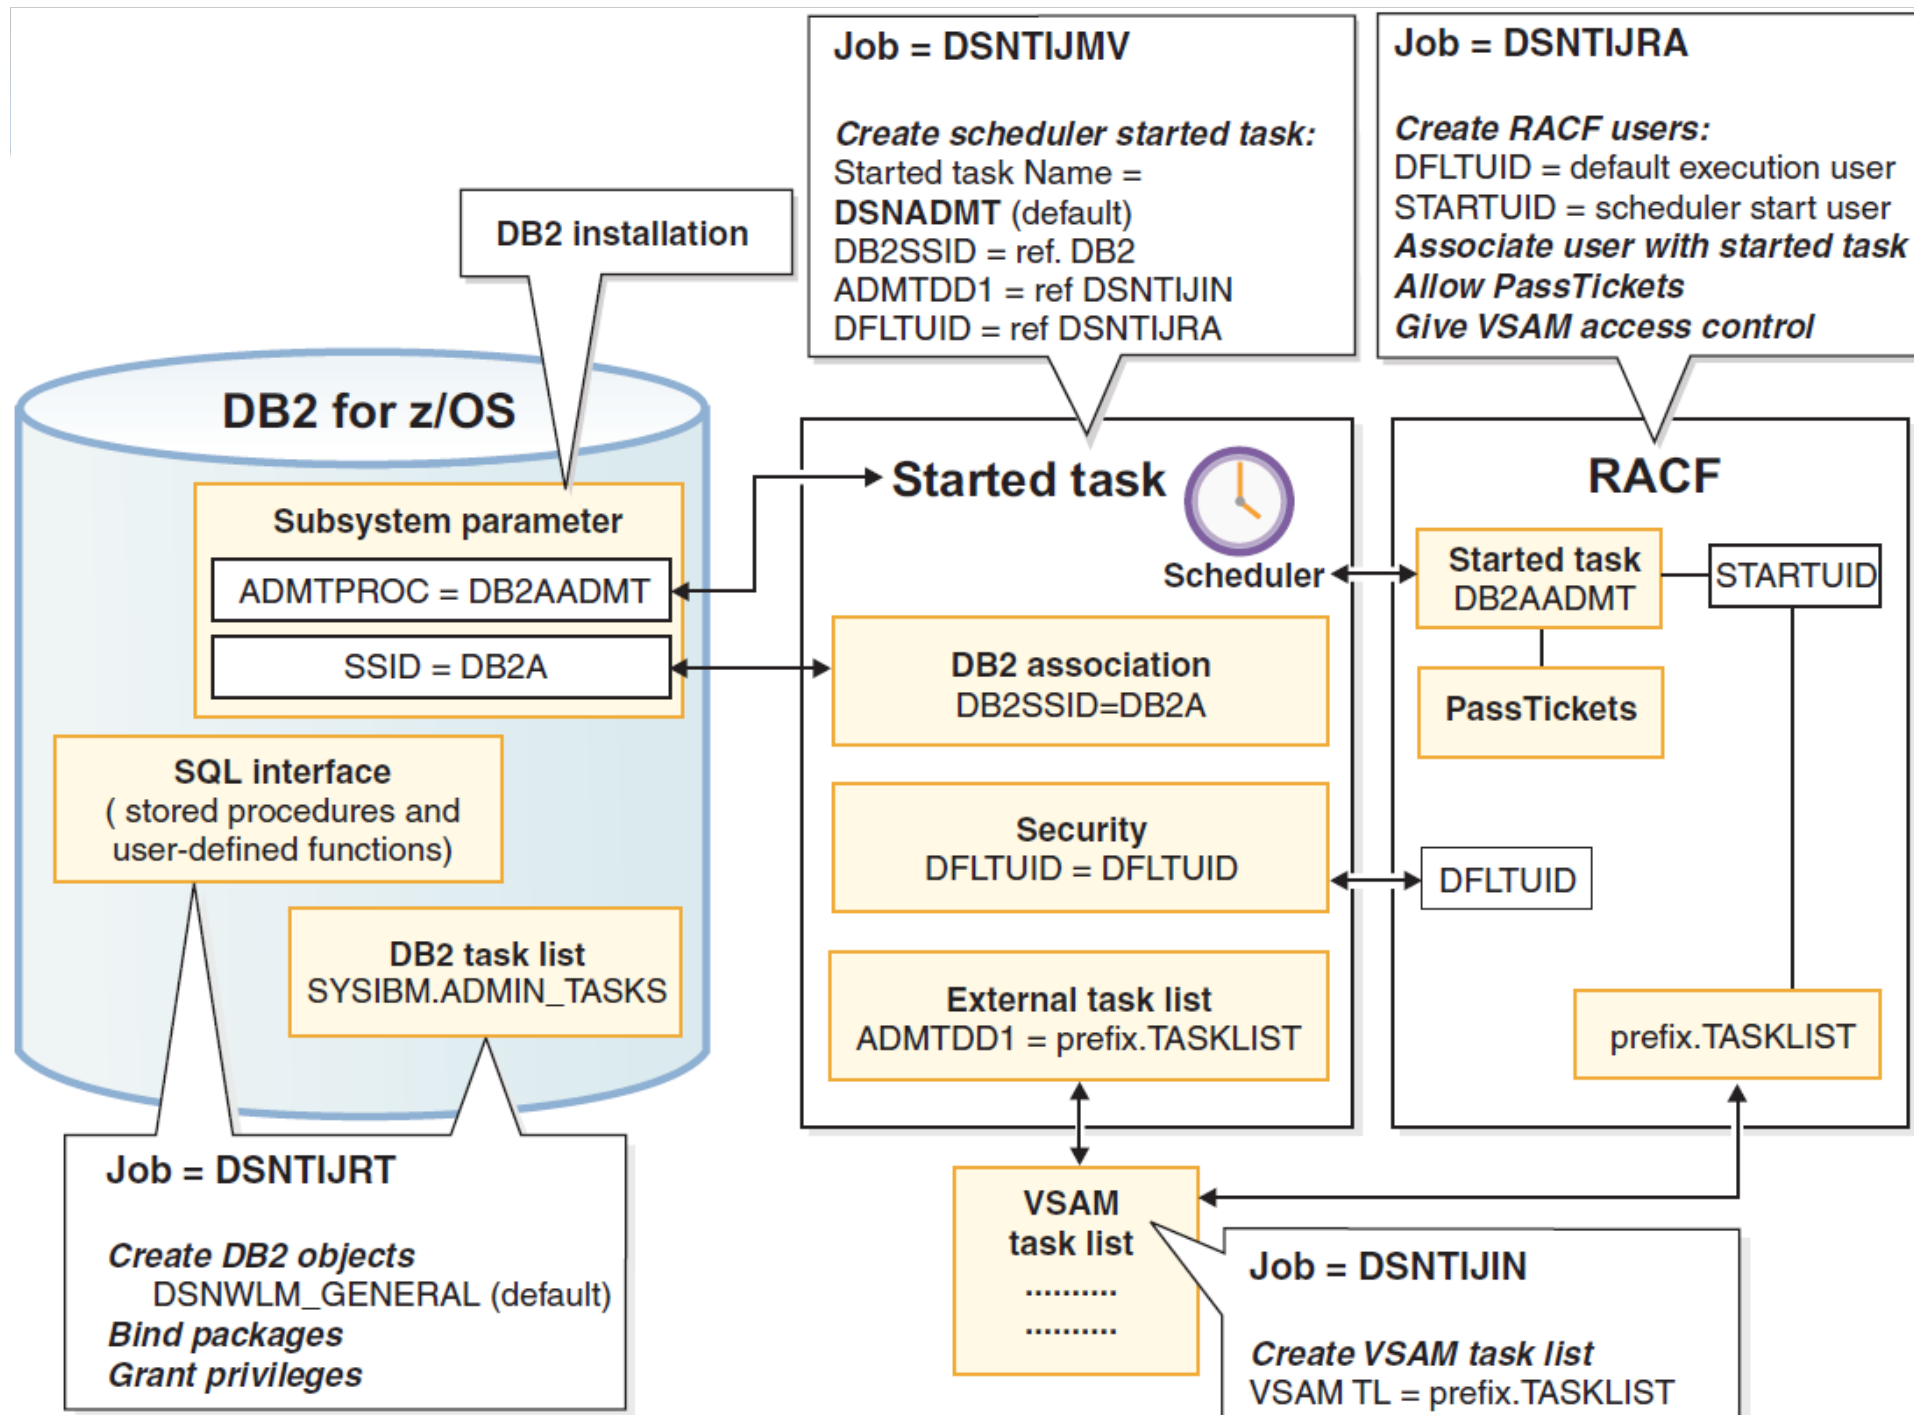 Job = DSNTIJMV
Create scheduler started task:
Started task Name =
DSNADMT (default)
DB2SSID = ref. DB2
ADMTDD1 = ref DSNTIJIN
DFLTUID = ref DSNTIJRA
Job = DSNTIJRA
Create RACF users:
DFLTUID = default execution user
STARTUID = scheduler start user
Associate user with started task
Allow PassTickets
Give VSAM access control
DB2 installation
DB2 for z/OS
Subsystem parameter
ADMTPROC = DB2AADMT
SSID = DB2A
SQL interface
( stored procedures and
user-defined functions)
DB2 task list
SYSIBM.ADMIN_TASKS
Started task
Scheduler
DB2 association
DB2SSID=DB2A
Security
DFLTUID = DFLTUID
External task list
ADMTDD1 = prefix.TASKLIST
RACF
Started task
DB2AADMT
STARTUID
PassTickets
DFLTUID
prefix.TASKLIST
Job = DSNTIJRT
Create DB2 objects
DSNWLM_GENERAL (default)
Bind packages
Grant privileges
VSAM
task list
..........
..........
Job = DSNTIJIN
Create VSAM task list
VSAM TL = prefix.TASKLIST